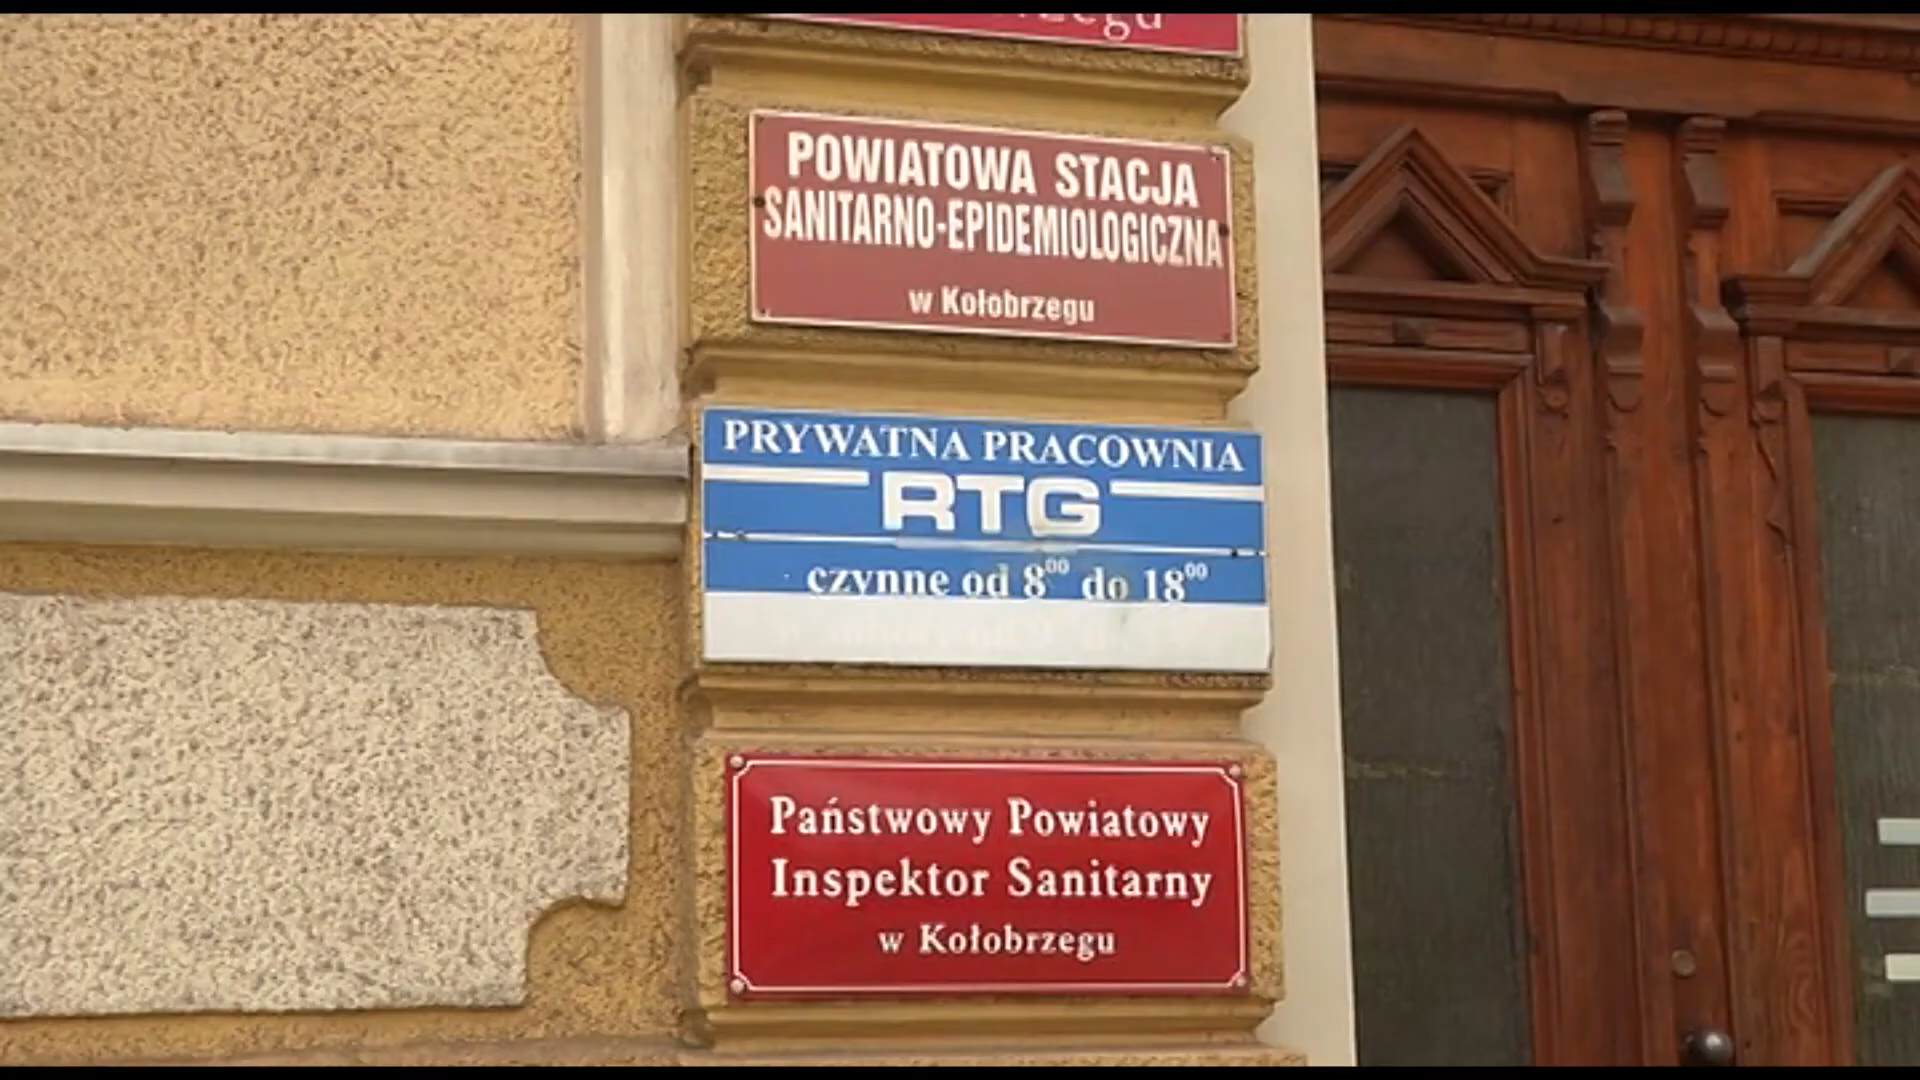 POWIATOWA STACJA
SANITARNO-EPIDEMIOLOGICZNA
w Kołobrzegu
PRYWATNA PRACOWNIA
RTG
czynne od 8⁰⁰ do 18⁰⁰
Państwowy Powiatowy
Inspektor Sanitarny
w Kołobrzegu